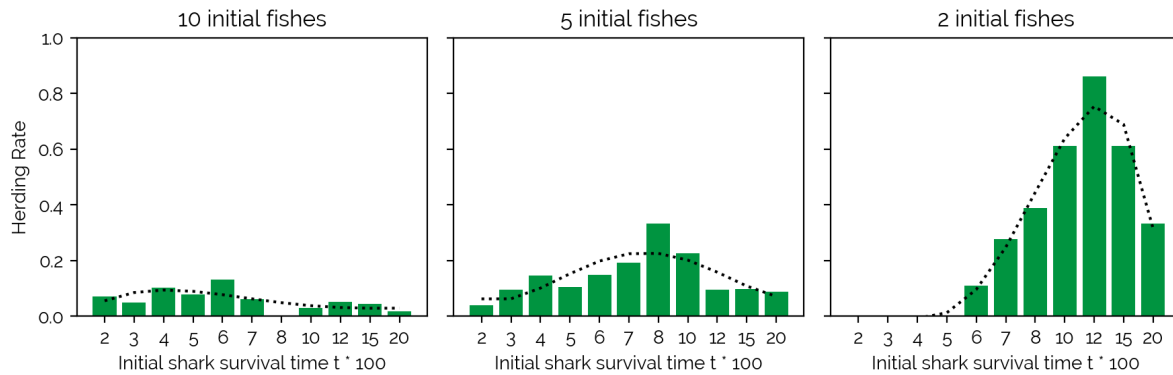 10 initial fishes
5 initial fishes
2 initial fishes
Herding Rate
1.0
0.8
0.6
0.4
0.2
0.0
2 3 4 5 6 7 8 10 12 15 20
2 3 4 5 6 7 8 10 12 15 20
2 3 4 5 6 7 8 10 12 15 20
Initial shark survival time t * 100
Initial shark survival time t * 100
Initial shark survival time t * 100